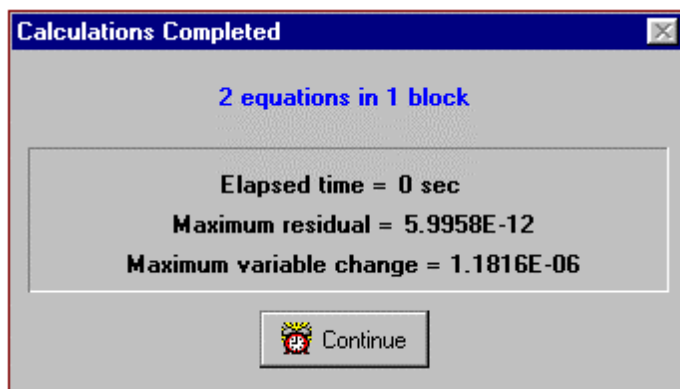 Calculations Completed
2 equations in 1 block
Elapsed time = 0 sec
Maximum residual = 5.9958E-12
Maximum variable change = 1.1816E-06
Continue